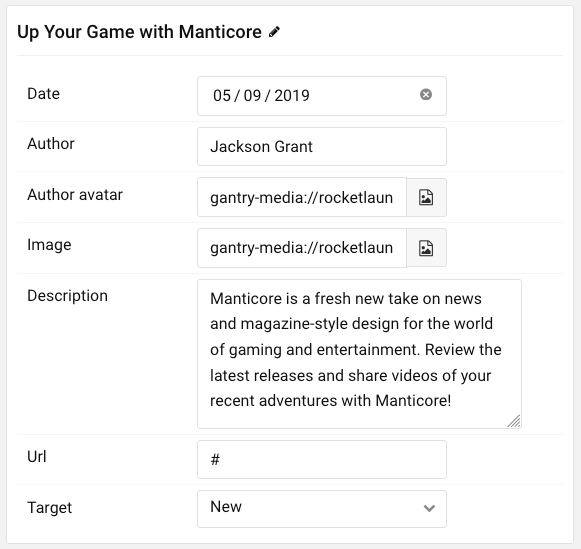 Up Your Game with Manticore
Date
05 / 09 / 2019
Author
Jackson Grant
Author avatar
gantry-media://rocketlaun
Image
gantry-media://rocketlaun
Description
Manticore is a fresh new take on news
and magazine-style design for the world
of gaming and entertainment. Review the
latest releases and share videos of your
recent adventures with Manticore!
Url
#
Target
New